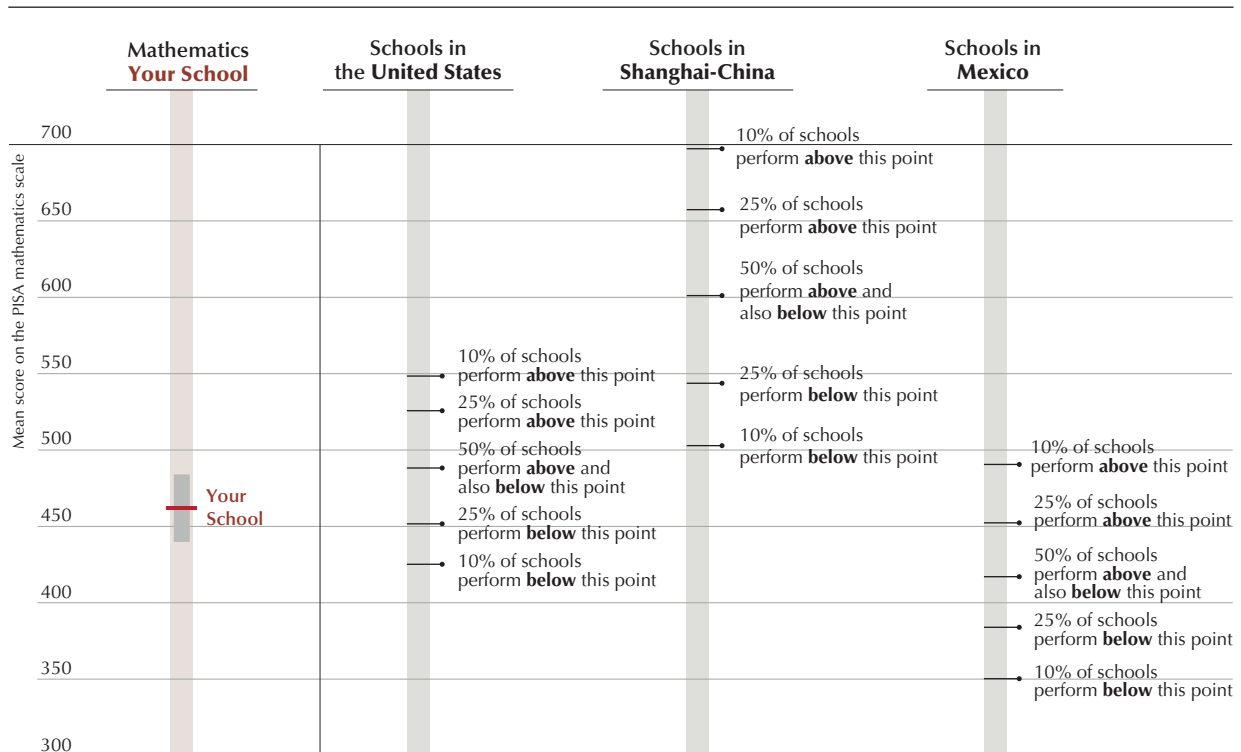 Mathematics
Your School
Schools in
the United States
Schools in
Shanghai-China
Schools in
Mexico
Mean score on the PISA mathematics scale
700
650
600
550
500
450
400
350
300
Your
School
10% of schools
perform above this point
25% of schools
perform above this point
50% of schools
perform above and
also below this point
25% of schools
perform below this point
10% of schools
perform below this point
10% of schools
perform above this point
25% of schools
perform above this point
50% of schools
perform above and
also below this point
25% of schools
perform below this point
10% of schools
perform below this point
10% of schools
perform above this point
25% of schools
perform above this point
50% of schools
perform above and
also below this point
25% of schools
perform below this point
10% of schools
perform below this point